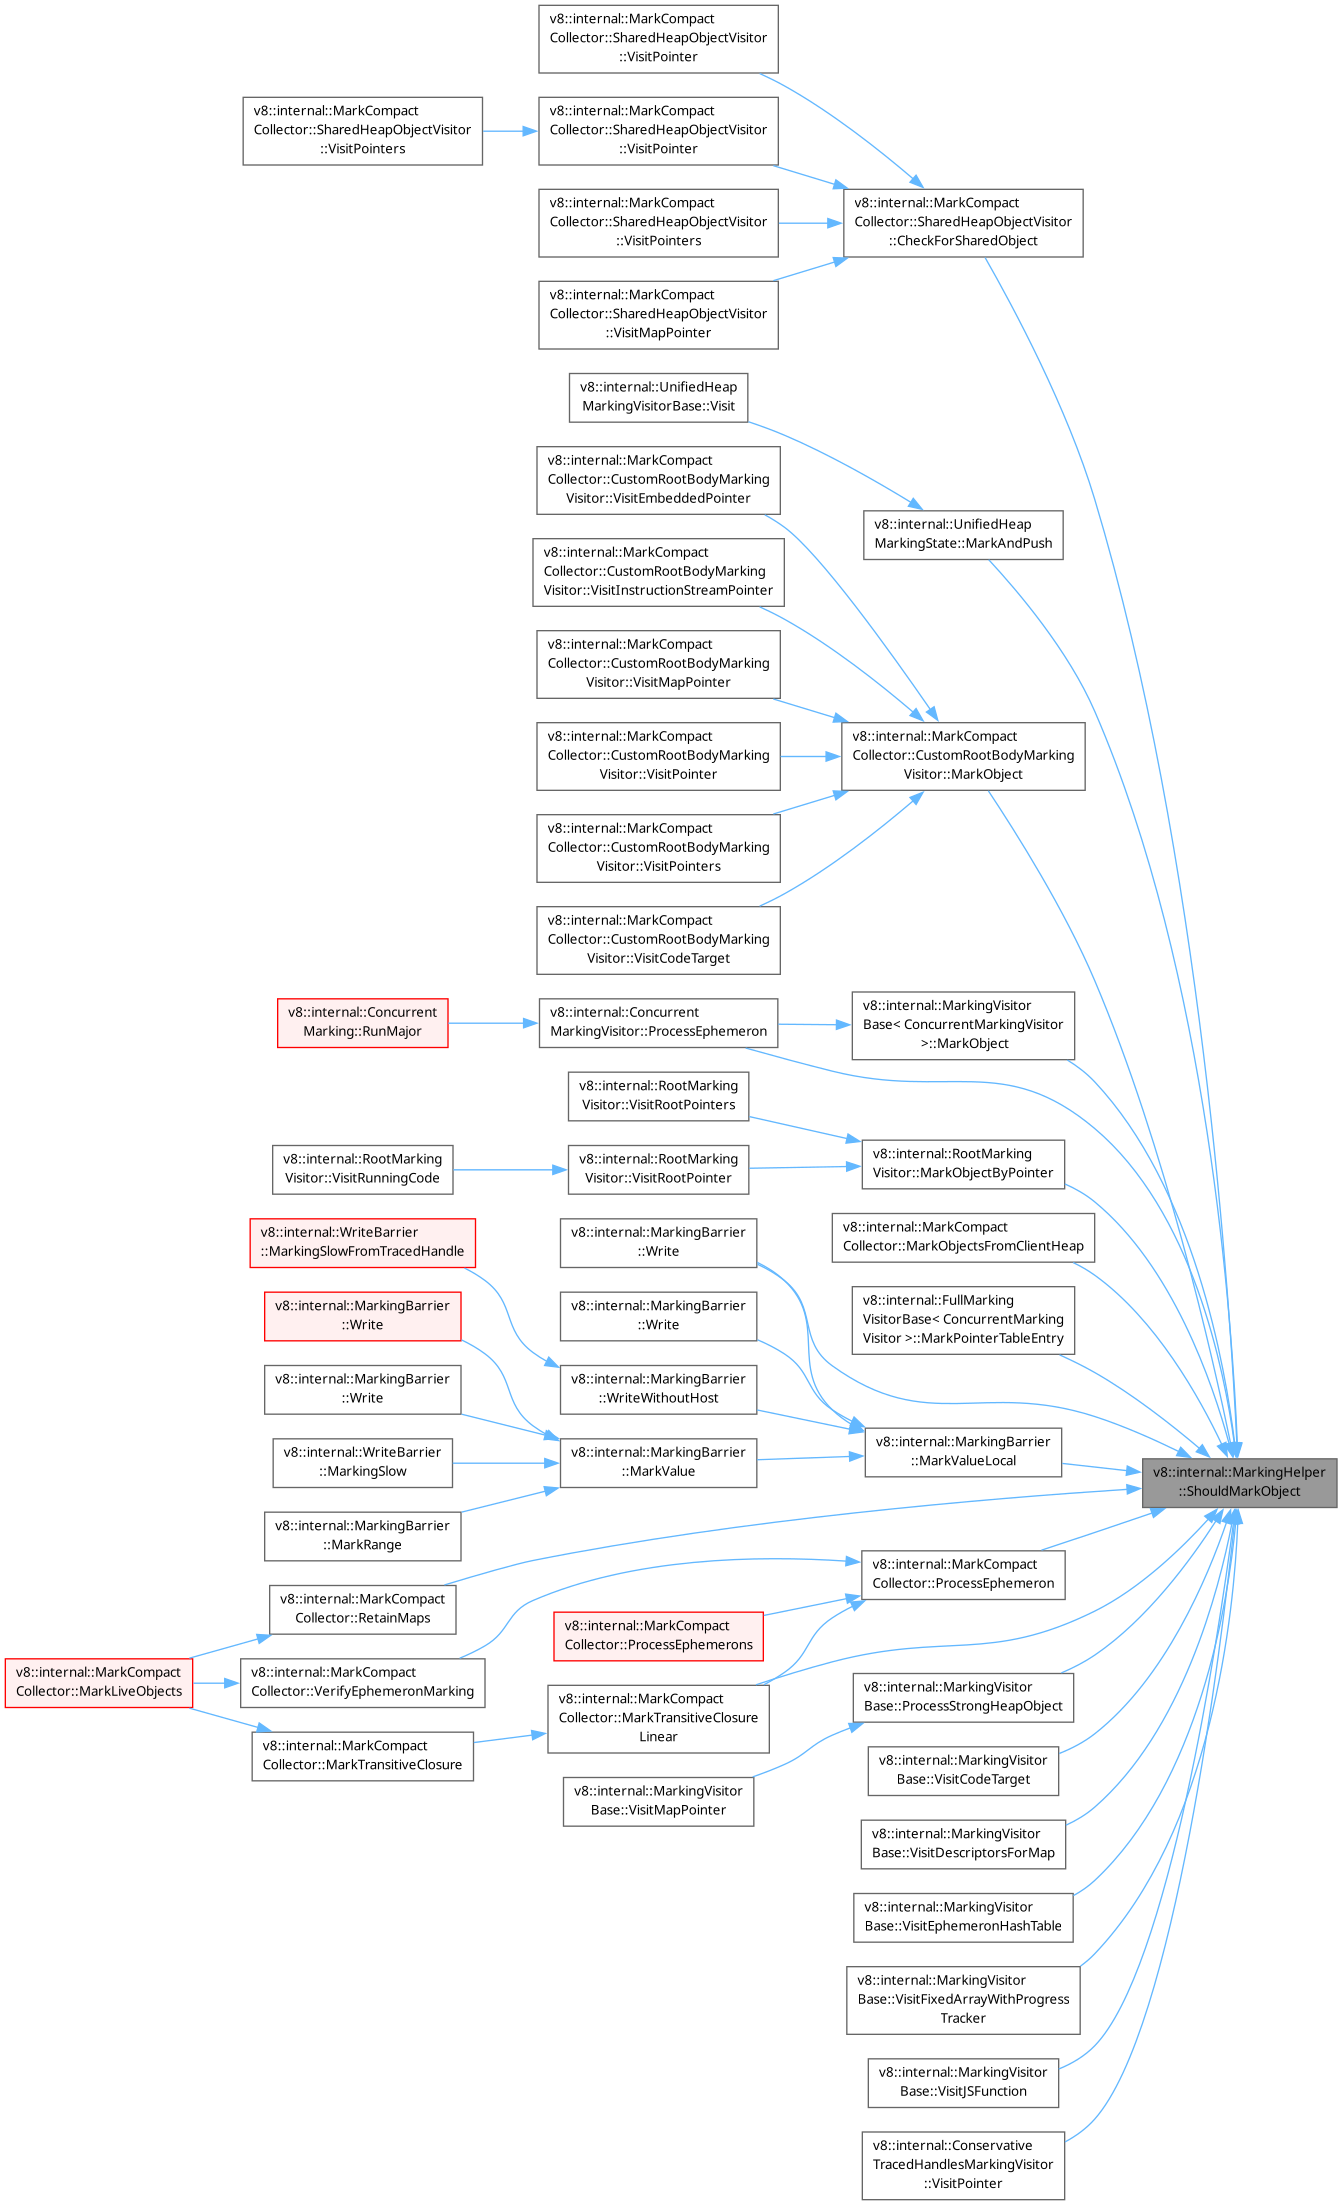 v8::internal::MarkCompact
Collector::SharedHeapObjectVisitor
::VisitPointer
v8::internal::MarkCompact
Collector::SharedHeapObjectVisitor
::VisitPointers
v8::internal::MarkCompact
Collector::SharedHeapObjectVisitor
::VisitPointer
v8::internal::MarkCompact
Collector::SharedHeapObjectVisitor
::VisitPointers
v8::internal::MarkCompact
Collector::SharedHeapObjectVisitor
::CheckForSharedObject
v8::internal::MarkCompact
Collector::SharedHeapObjectVisitor
::VisitMapPointer
v8::internal::UnifiedHeap
MarkingVisitorBase::Visit
v8::internal::MarkCompact
Collector::CustomRootBodyMarking
Visitor::VisitEmbeddedPointer
v8::internal::UnifiedHeap
MarkingState::MarkAndPush
v8::internal::MarkCompact
Collector::CustomRootBodyMarking
Visitor::VisitInstructionStreamPointer
v8::internal::MarkCompact
Collector::CustomRootBodyMarking
Visitor::VisitMapPointer
v8::internal::MarkCompact
Collector::CustomRootBodyMarking
Visitor::VisitPointer
v8::internal::MarkCompact
Collector::CustomRootBodyMarking
Visitor::MarkObject
v8::internal::MarkCompact
Collector::CustomRootBodyMarking
Visitor::VisitPointers
v8::internal::MarkCompact
Collector::CustomRootBodyMarking
Visitor::VisitCodeTarget
v8::internal::Concurrent
Marking::RunMajor
v8::internal::Concurrent
MarkingVisitor::ProcessEphemeron
v8::internal::MarkingVisitor
Base< ConcurrentMarkingVisitor
>::MarkObject
v8::internal::RootMarking
Visitor::VisitRootPointers
v8::internal::RootMarking
Visitor::VisitRunningCode
v8::internal::RootMarking
Visitor::VisitRootPointer
v8::internal::RootMarking
Visitor::MarkObjectByPointer
v8::internal::WriteBarrier
::MarkingSlowFromTracedHandle
v8::internal::MarkingBarrier
::Write
v8::internal::MarkCompact
Collector::MarkObjectsFromClientHeap
v8::internal::MarkingBarrier
::Write
v8::internal::MarkingBarrier
::Write
v8::internal::FullMarking
VisitorBase< ConcurrentMarking
Visitor >::MarkPointerTableEntry
v8::internal::MarkingBarrier
::Write
v8::internal::MarkingBarrier
::WriteWithoutHost
v8::internal::WriteBarrier
::MarkingSlow
v8::internal::MarkingBarrier
::MarkValue
v8::internal::MarkingBarrier
::MarkValueLocal
v8::internal::MarkingHelper
::ShouldMarkObject
v8::internal::MarkingBarrier
::MarkRange
v8::internal::MarkCompact
Collector::ProcessEphemeron
v8::internal::MarkCompact
Collector::RetainMaps
v8::internal::MarkCompact
Collector::ProcessEphemerons
v8::internal::MarkCompact
Collector::MarkLiveObjects
v8::internal::MarkCompact
Collector::VerifyEphemeronMarking
v8::internal::MarkCompact
Collector::MarkTransitiveClosure
Linear
v8::internal::MarkingVisitor
Base::ProcessStrongHeapObject
v8::internal::MarkCompact
Collector::MarkTransitiveClosure
v8::internal::MarkingVisitor
Base::VisitMapPointer
v8::internal::MarkingVisitor
Base::VisitCodeTarget
v8::internal::MarkingVisitor
Base::VisitDescriptorsForMap
v8::internal::MarkingVisitor
Base::VisitEphemeronHashTable
v8::internal::MarkingVisitor
Base::VisitFixedArrayWithProgress
Tracker
v8::internal::MarkingVisitor
Base::VisitJSFunction
v8::internal::Conservative
TracedHandlesMarkingVisitor
::VisitPointer